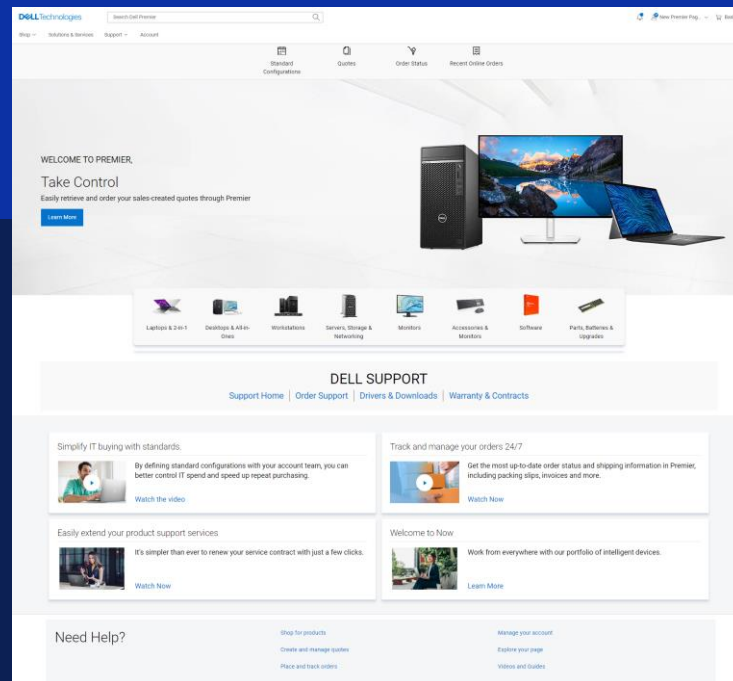 DELL Technologies
Search Dell Premier
New Premier Pag...
Shop
Solutions & Services
Support
Account
Standard
Configurations
Quotes
Order Status
Recent Online Orders
WELCOME TO PREMIER,
Take Control
Easily retrieve and order your sales-created quotes through Premier
Learn More
Laptops & 2-in-1
Desktops & All-in-
Ones
Workstations
Servers, Storage &
Networking
Monitors
Accessories &
Monitors
Software
Parts, Batteries &
Upgrades
DELL SUPPORT
Support Home | Order Support | Drivers & Downloads | Warranty & Contracts
Simplify IT buying with standards.
By defining standard configurations with your account team, you can
better control IT spend and speed up repeat purchasing.
Watch the video
Track and manage your orders 24/7
Get the most up-to-date order status and shipping information in Premier,
including packing slips, invoices and more.
Watch Now
Easily extend your product support services
It's simpler than ever to renew your service contract with just a few clicks.
Watch Now
Welcome to Now
Work from everywhere with our portfolio of intelligent devices.
Learn More
Need Help?
Shop for products
Create and manage quotes
Place and track orders
Manage your account
Explore your page
Videos and Guides